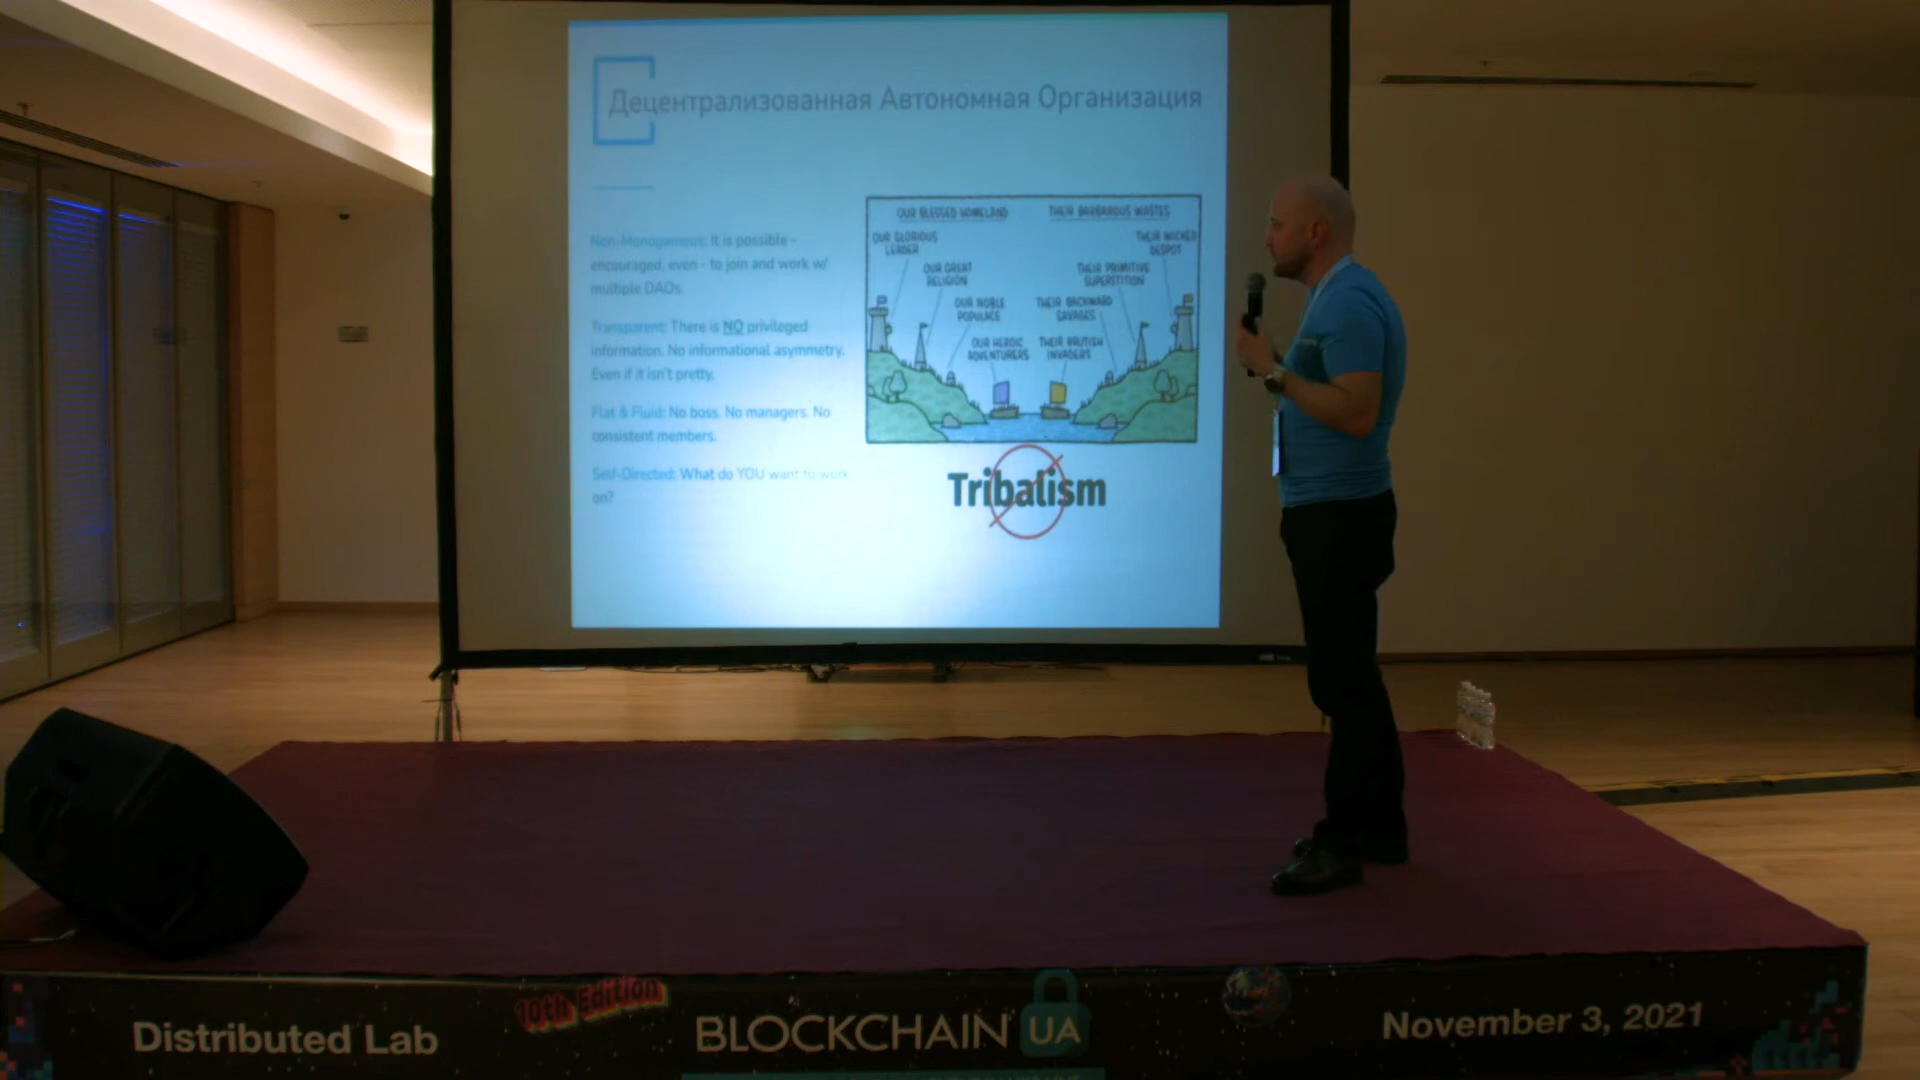 Децентрализованная Автономная Организация
Non-Monogamous: It is possible -
encouraged, even - to join and work w/
multiple DAOs.
Transparent: There is NO privileged
information. No informational asymmetry.
Even if it isn't pretty.
Flat & Fluid: No boss. No managers. No
consistent members.
Self-Directed: What do YOU want to work
on?
OUR BLESSED HOMELAND
THEIR BARBAROUS WASTES
OUR GLORIOUS
LEADER
THEIR WICKED
DESPOT
OUR GREAT
RELIGION
THEIR PRIMITIVE
SUPERSTITION
OUR NOBLE
POPULACE
THEIR BACKWARD
SAVAGES
OUR HEROIC
ADVENTURERS
THEIR BRUTISH
INVADERS
Tribalism
10th Edition
Distributed Lab
BLOCKCHAIN UA
November 3, 2021